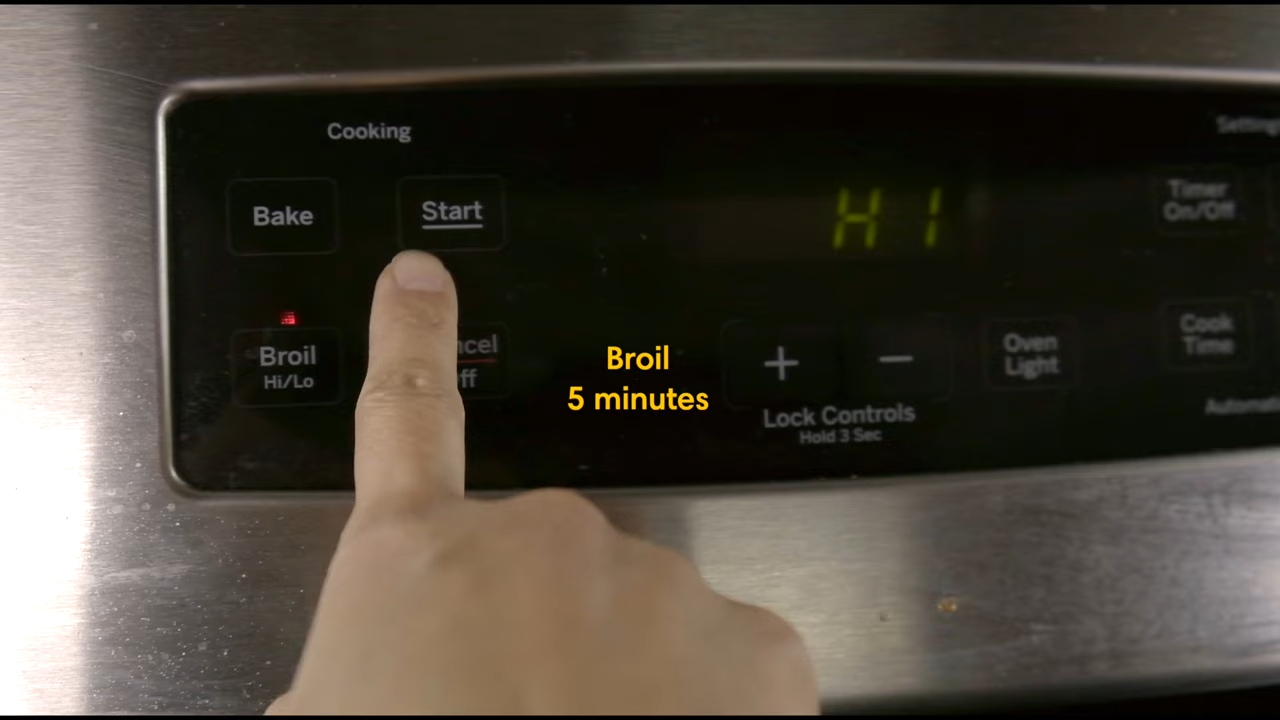 Cooking
Bake
Start
HI
Timer
On/Off
Broil
Hi/Lo
Broil
5 minutes
+
−
Oven
Light
Cook
Time
Lock Controls
Hold 3 Sec